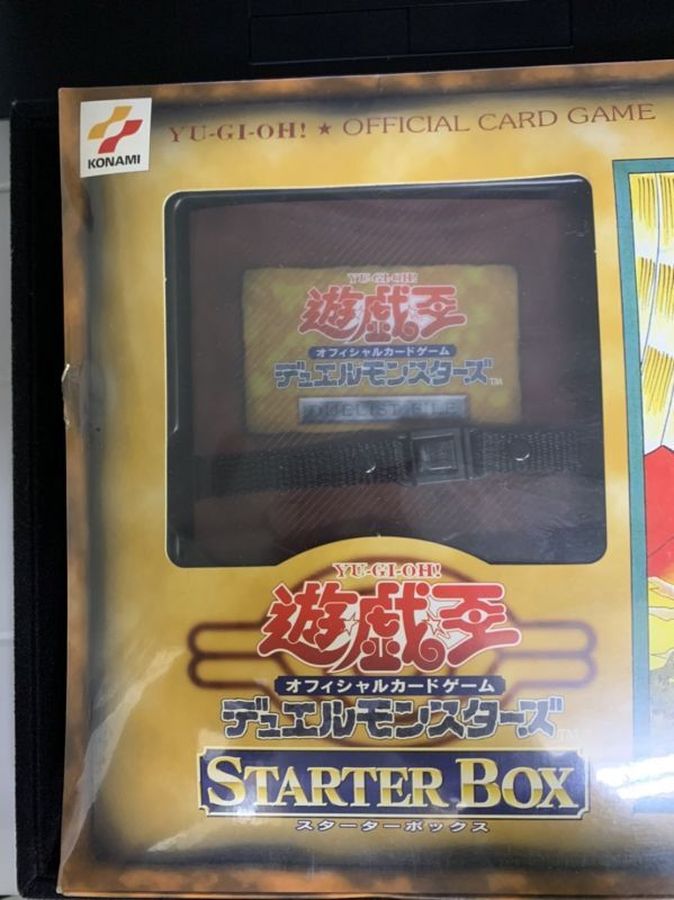 KONAMI
YU-GI-OH! ★ OFFICIAL CARD GAME
YU-GI-OH!
遊戯王
オフィシャルカードゲーム
デュエルモンスターズ™
DUELIST FILE
YU-GI-OH!
遊☆戯☆王
オフィシャルカードゲーム
デュエルモンスターズ™
STARTER BOX
スターターボックス